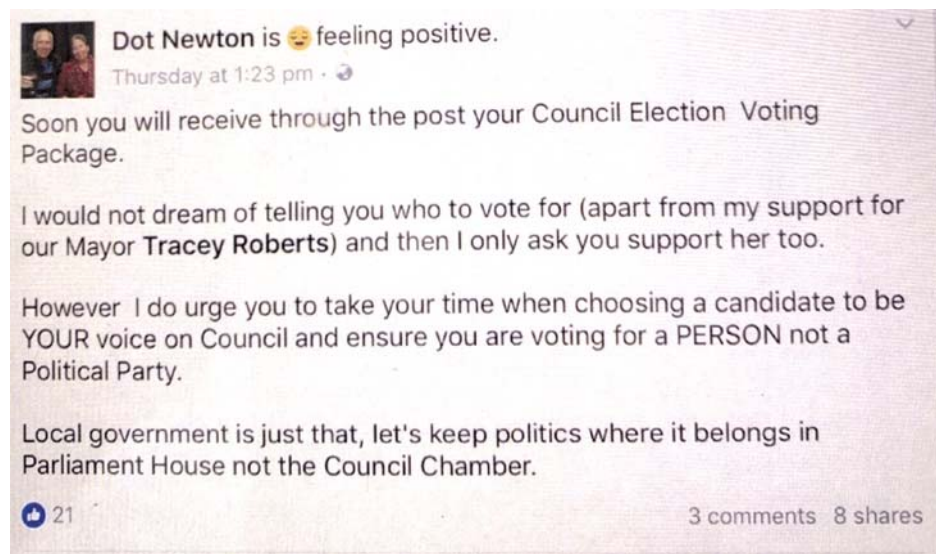 Dot Newton is 😌 feeling positive.
Thursday at 1:23 pm ·
Soon you will receive through the post your Council Election  Voting
Package.
I would not dream of telling you who to vote for (apart from my support for
our Mayor Tracey Roberts) and then I only ask you support her too.
However  I do urge you to take your time when choosing a candidate to be
YOUR voice on Council and ensure you are voting for a PERSON not a
Political Party.
Local government is just that, let's keep politics where it belongs in
Parliament House not the Council Chamber.
21
3 comments 8 shares